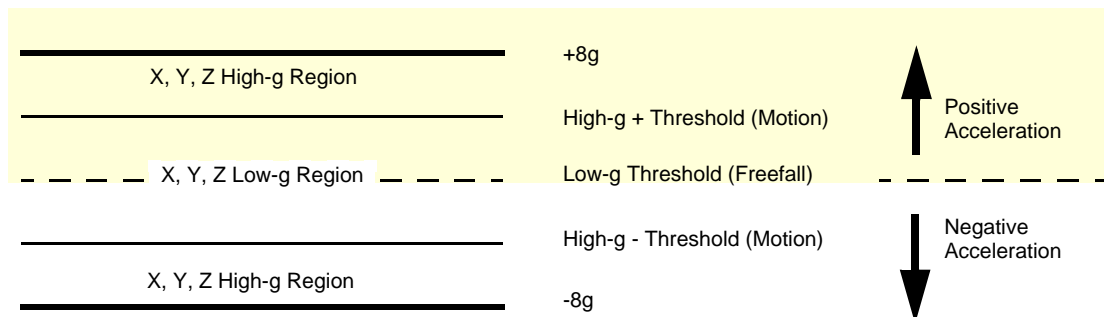 +8g
X, Y, Z High-g Region
High-g + Threshold (Motion)
Positive
Acceleration
X, Y, Z Low-g Region
Low-g Threshold (Freefall)
High-g - Threshold (Motion)
Negative
Acceleration
X, Y, Z High-g Region
-8g